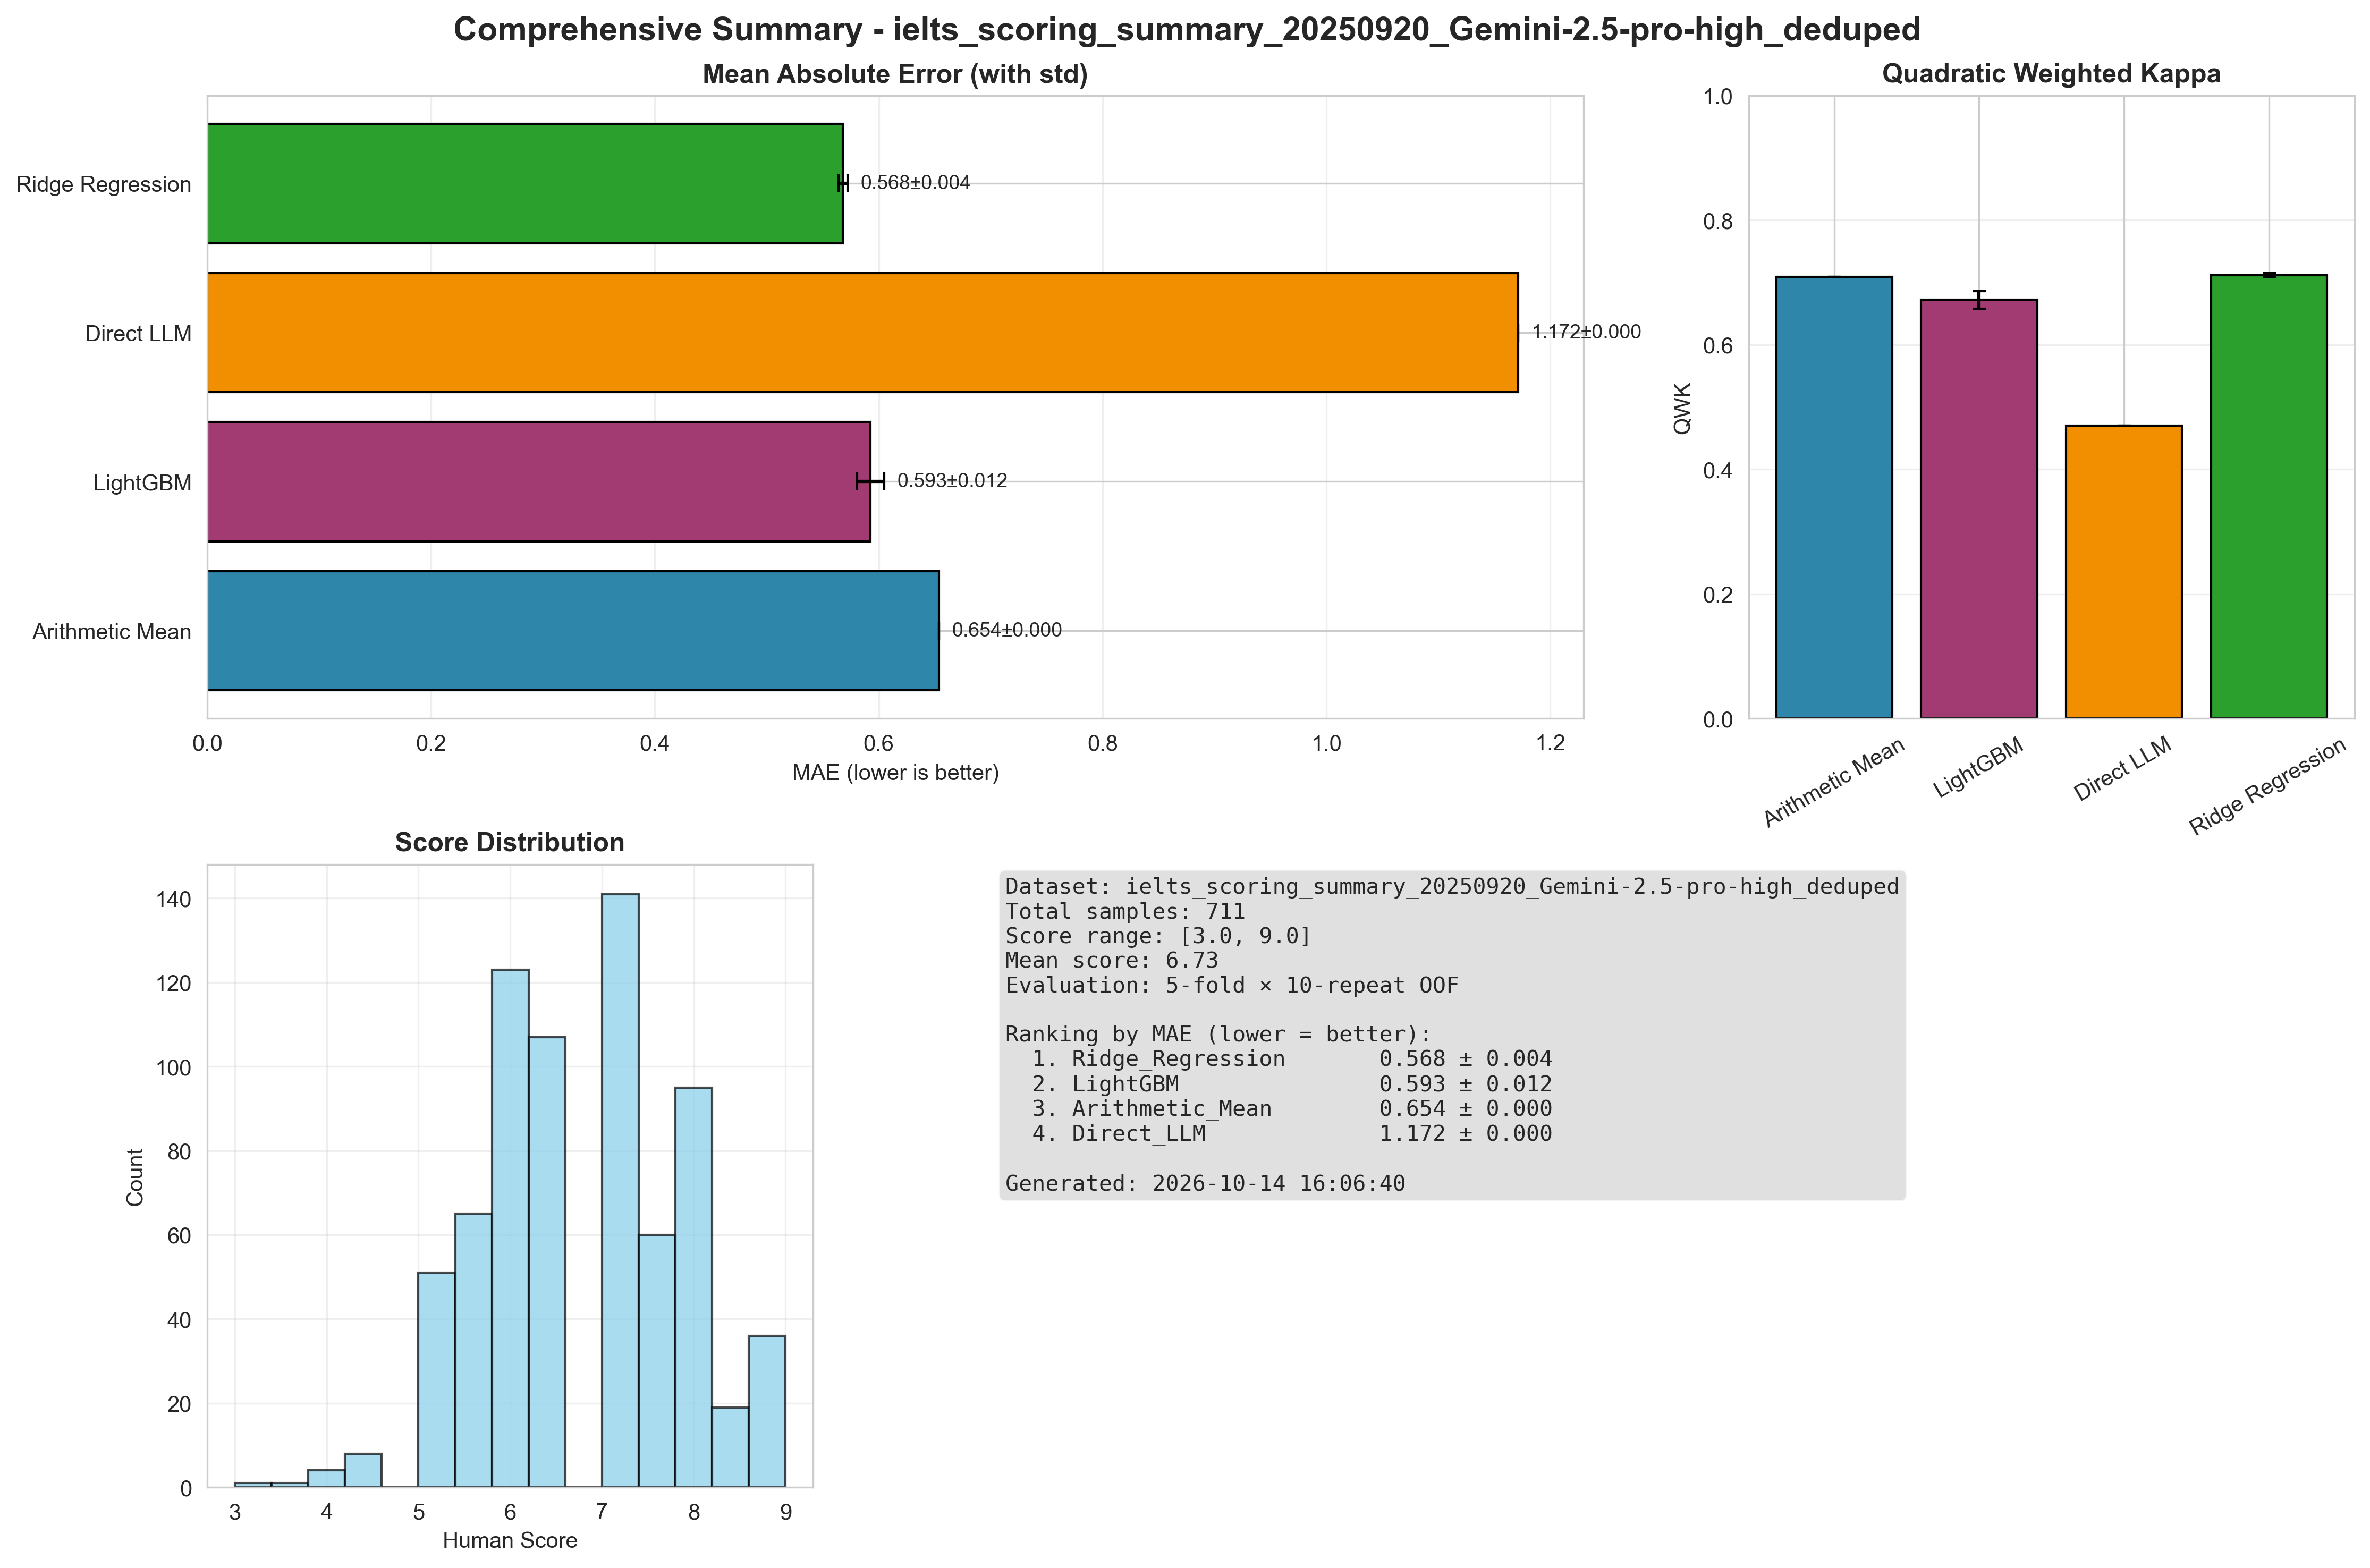 Comprehensive Summary - ielts_scoring_summary_20250920_Gemini-2.5-pro-high_deduped
Mean Absolute Error (with std)
Ridge Regression
0.568±0.004
Direct LLM
1.172±0.000
LightGBM
0.593±0.012
Arithmetic Mean
0.654±0.000
0.0 0.2 0.4 0.6 0.8 1.0 1.2
MAE (lower is better)
Quadratic Weighted Kappa
1.0
0.8
0.6
0.4
0.2
0.0
QWK
Arithmetic Mean
LightGBM
Direct LLM
Ridge Regression
Score Distribution
140
120
100
80
60
40
20
0
Count
3 4 5 6 7 8 9
Human Score
Dataset: ielts_scoring_summary_20250920_Gemini-2.5-pro-high_deduped
Total samples: 711
Score range: [3.0, 9.0]
Mean score: 6.73
Evaluation: 5-fold × 10-repeat OOF
Ranking by MAE (lower = better):
1. Ridge_Regression 0.568 ± 0.004
2. LightGBM 0.593 ± 0.012
3. Arithmetic_Mean 0.654 ± 0.000
4. Direct_LLM 1.172 ± 0.000
Generated: 2026-10-14 16:06:40